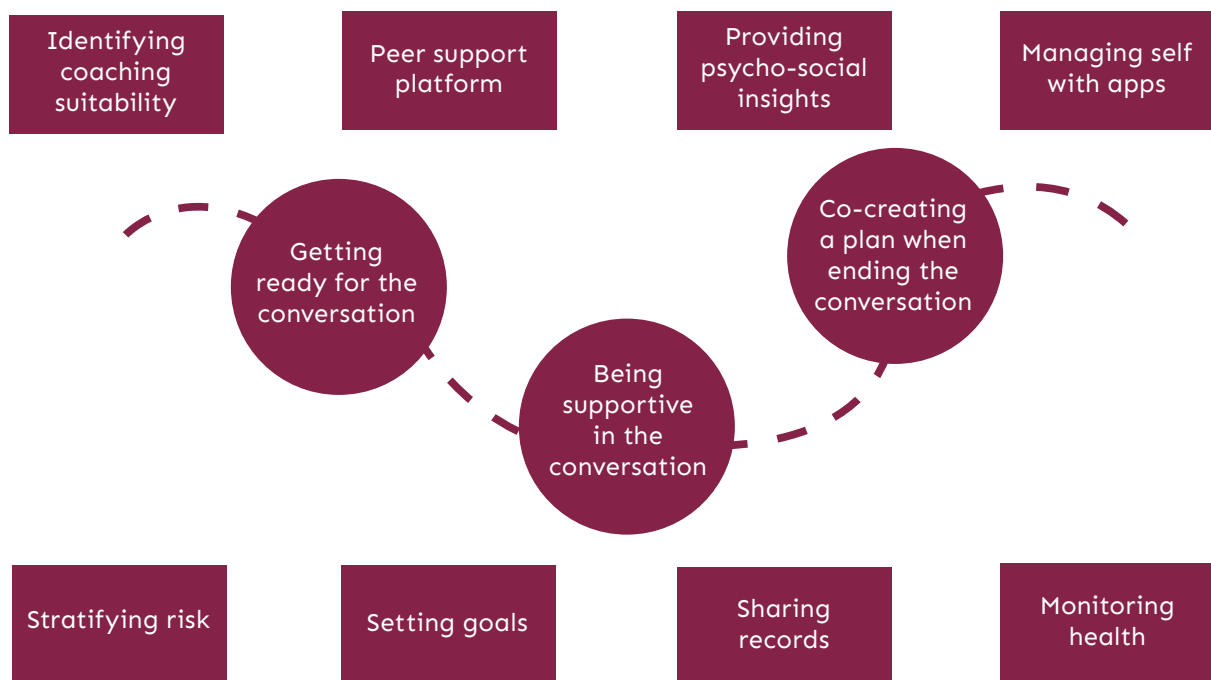 Identifying
coaching
suitability
Peer support
platform
Providing
psycho-social
insights
Managing self
with apps
Getting
ready for the
conversation
Being
supportive
in the
conversation
Co-creating
a plan when
ending the
conversation
Stratifying risk
Setting goals
Sharing
records
Monitoring
health